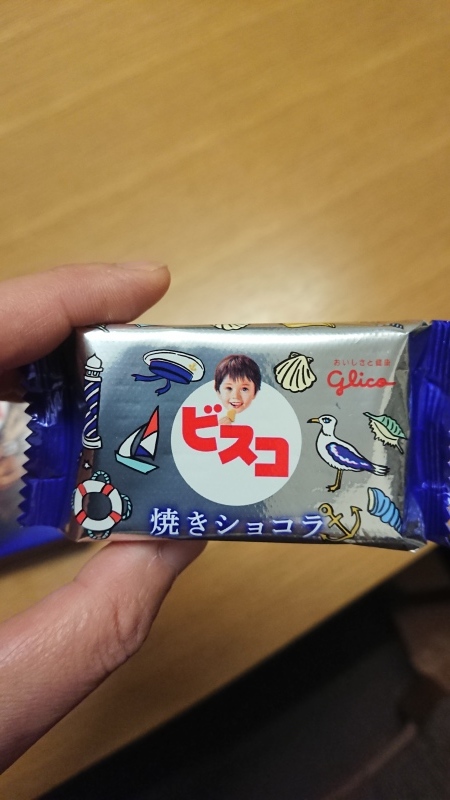 おいしさと健康
glico
ビスコ
焼きショコラ